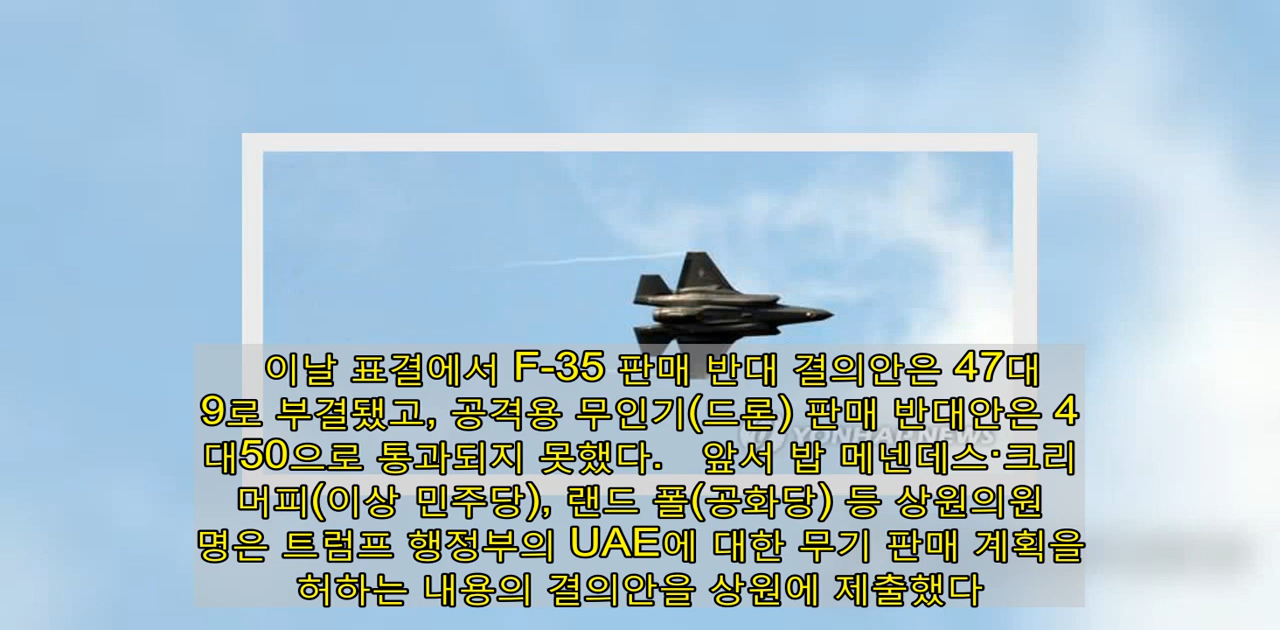 이날 표결에서 F-35 판매 반대 결의안은 47대
9로 부결됐고, 공격용 무인기(드론) 판매 반대안은 4
대50으로 통과되지 못했다. 앞서 밥 메넨데스·크리
머피(이상 민주당), 랜드 폴(공화당) 등 상원의원
명은 트럼프 행정부의 UAE에 대한 무기 판매 계획을
허하는 내용의 결의안을 상원에 제출했다
YONHAP NEWS